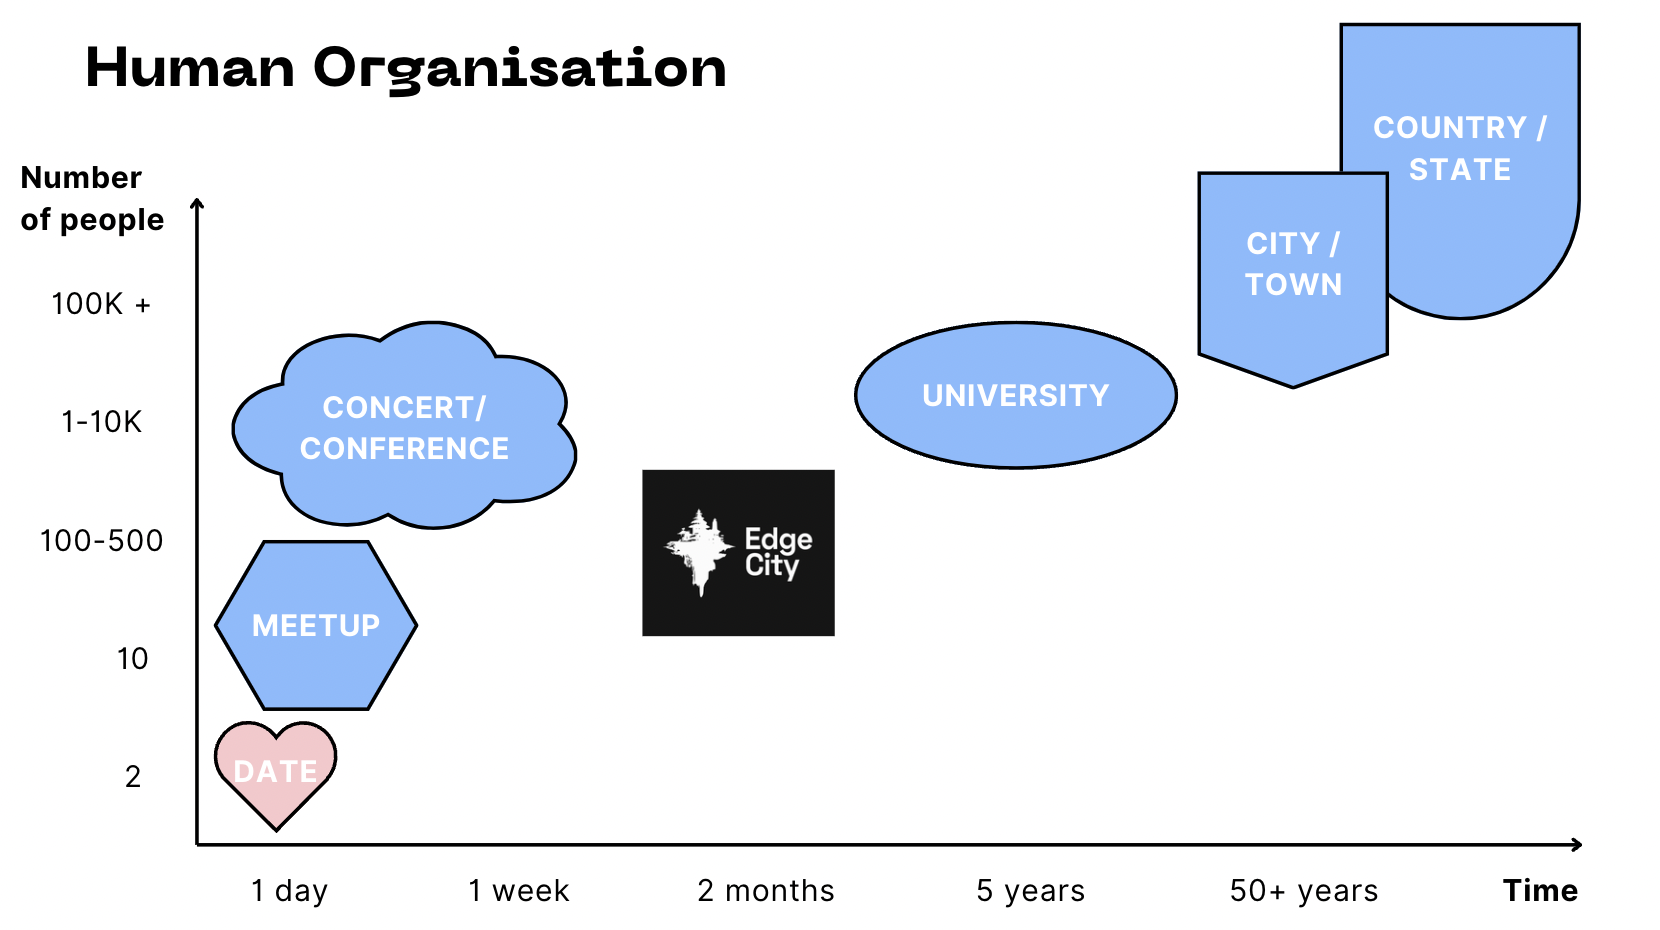 Human Organisation
Number
of people
100K +
1-10K
100-500
10
2
COUNTRY /
STATE
CITY /
TOWN
CONCERT/
CONFERENCE
UNIVERSITY
Edge
City
MEETUP
DATE
1 day
1 week
2 months
5 years
50+ years
Time